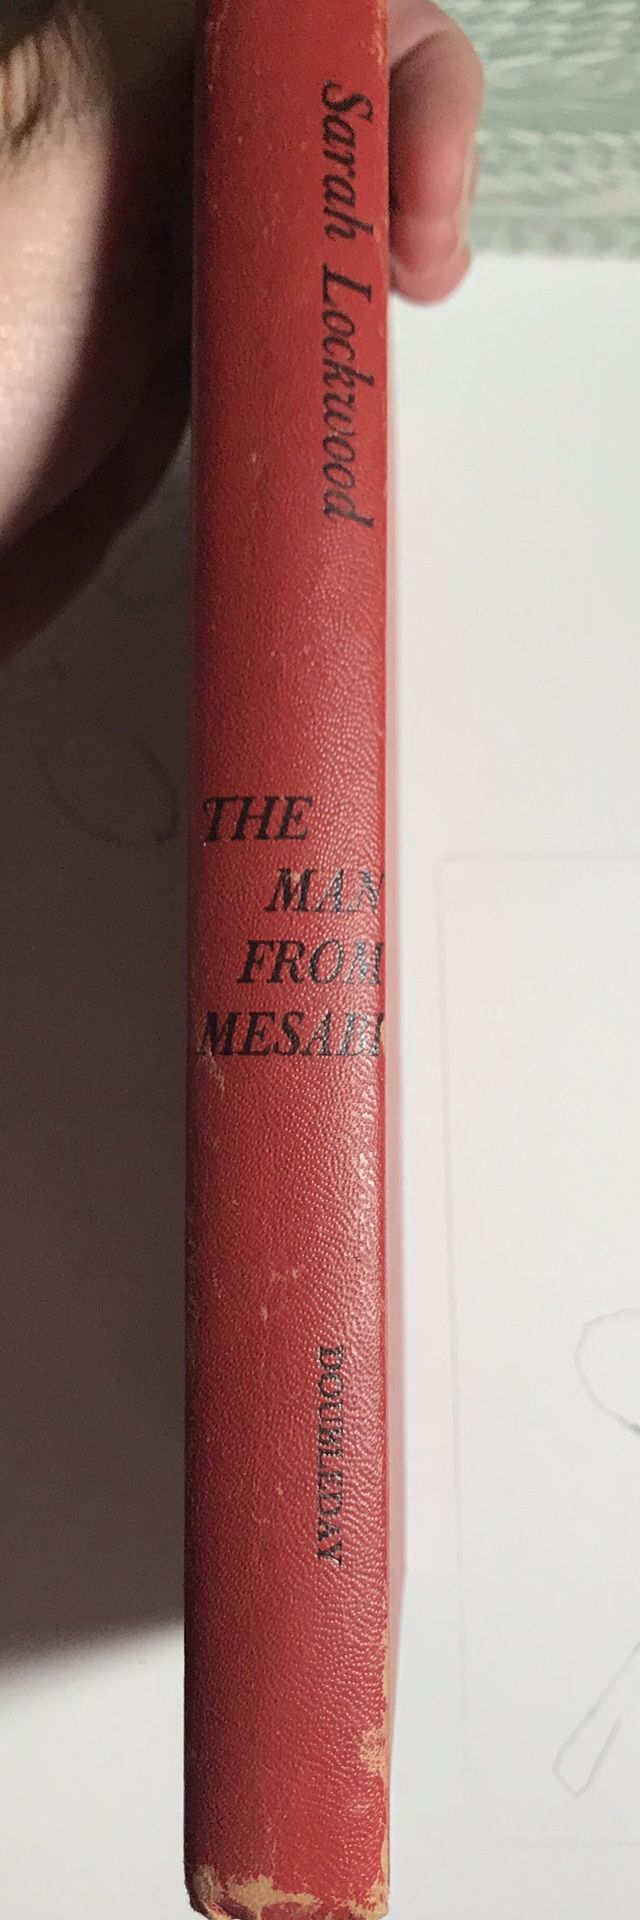 Sarah Lockwood
THE
MAN
FROM
MESABI
DOUBLEDAY